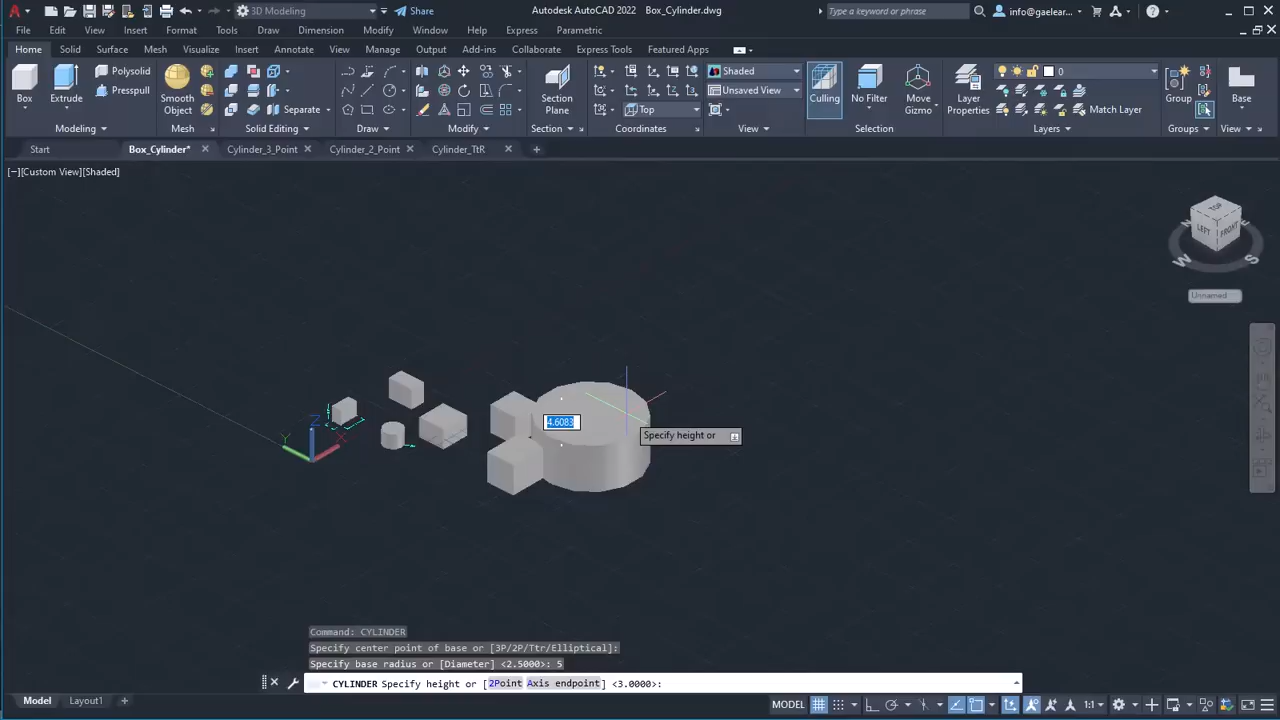 3D Modeling
Share
Autodesk AutoCAD 2022 Box_Cylinder.dwg
Type a keyword or phrase
info@gaelear...
File Edit View Insert Format Tools Draw Dimension Modify Window Help Express Parametric
Home Solid Surface Mesh Visualize Insert Annotate View Manage Output Add-ins Collaborate Express Tools Featured Apps
Polysolid
Presspull
Box Extrude
Smooth
Object
Separate
Section
Plane
Shaded
Unsaved View
Top
Culling No Filter Move
Gizmo
Layer
Properties
0
Match Layer
Group Base
Modeling Mesh Solid Editing Draw Modify Section Coordinates View Selection Layers Groups View
Start Box_Cylinder* Cylinder_3_Point Cylinder_2_Point Cylinder_TtR
[−][Custom View][Shaded]
TOP
LEFT FRONT
N E
W S
Unnamed
Z
Y X
4.6083
Specify height or
Command: CYLINDER
Specify center point of base or [3P/2P/Ttr/Elliptical]:
Specify base radius or [Diameter] <2.5000>: 5
CYLINDER Specify height or [2Point Axis endpoint] <3.0000>:
Model Layout1
MODEL 1:1